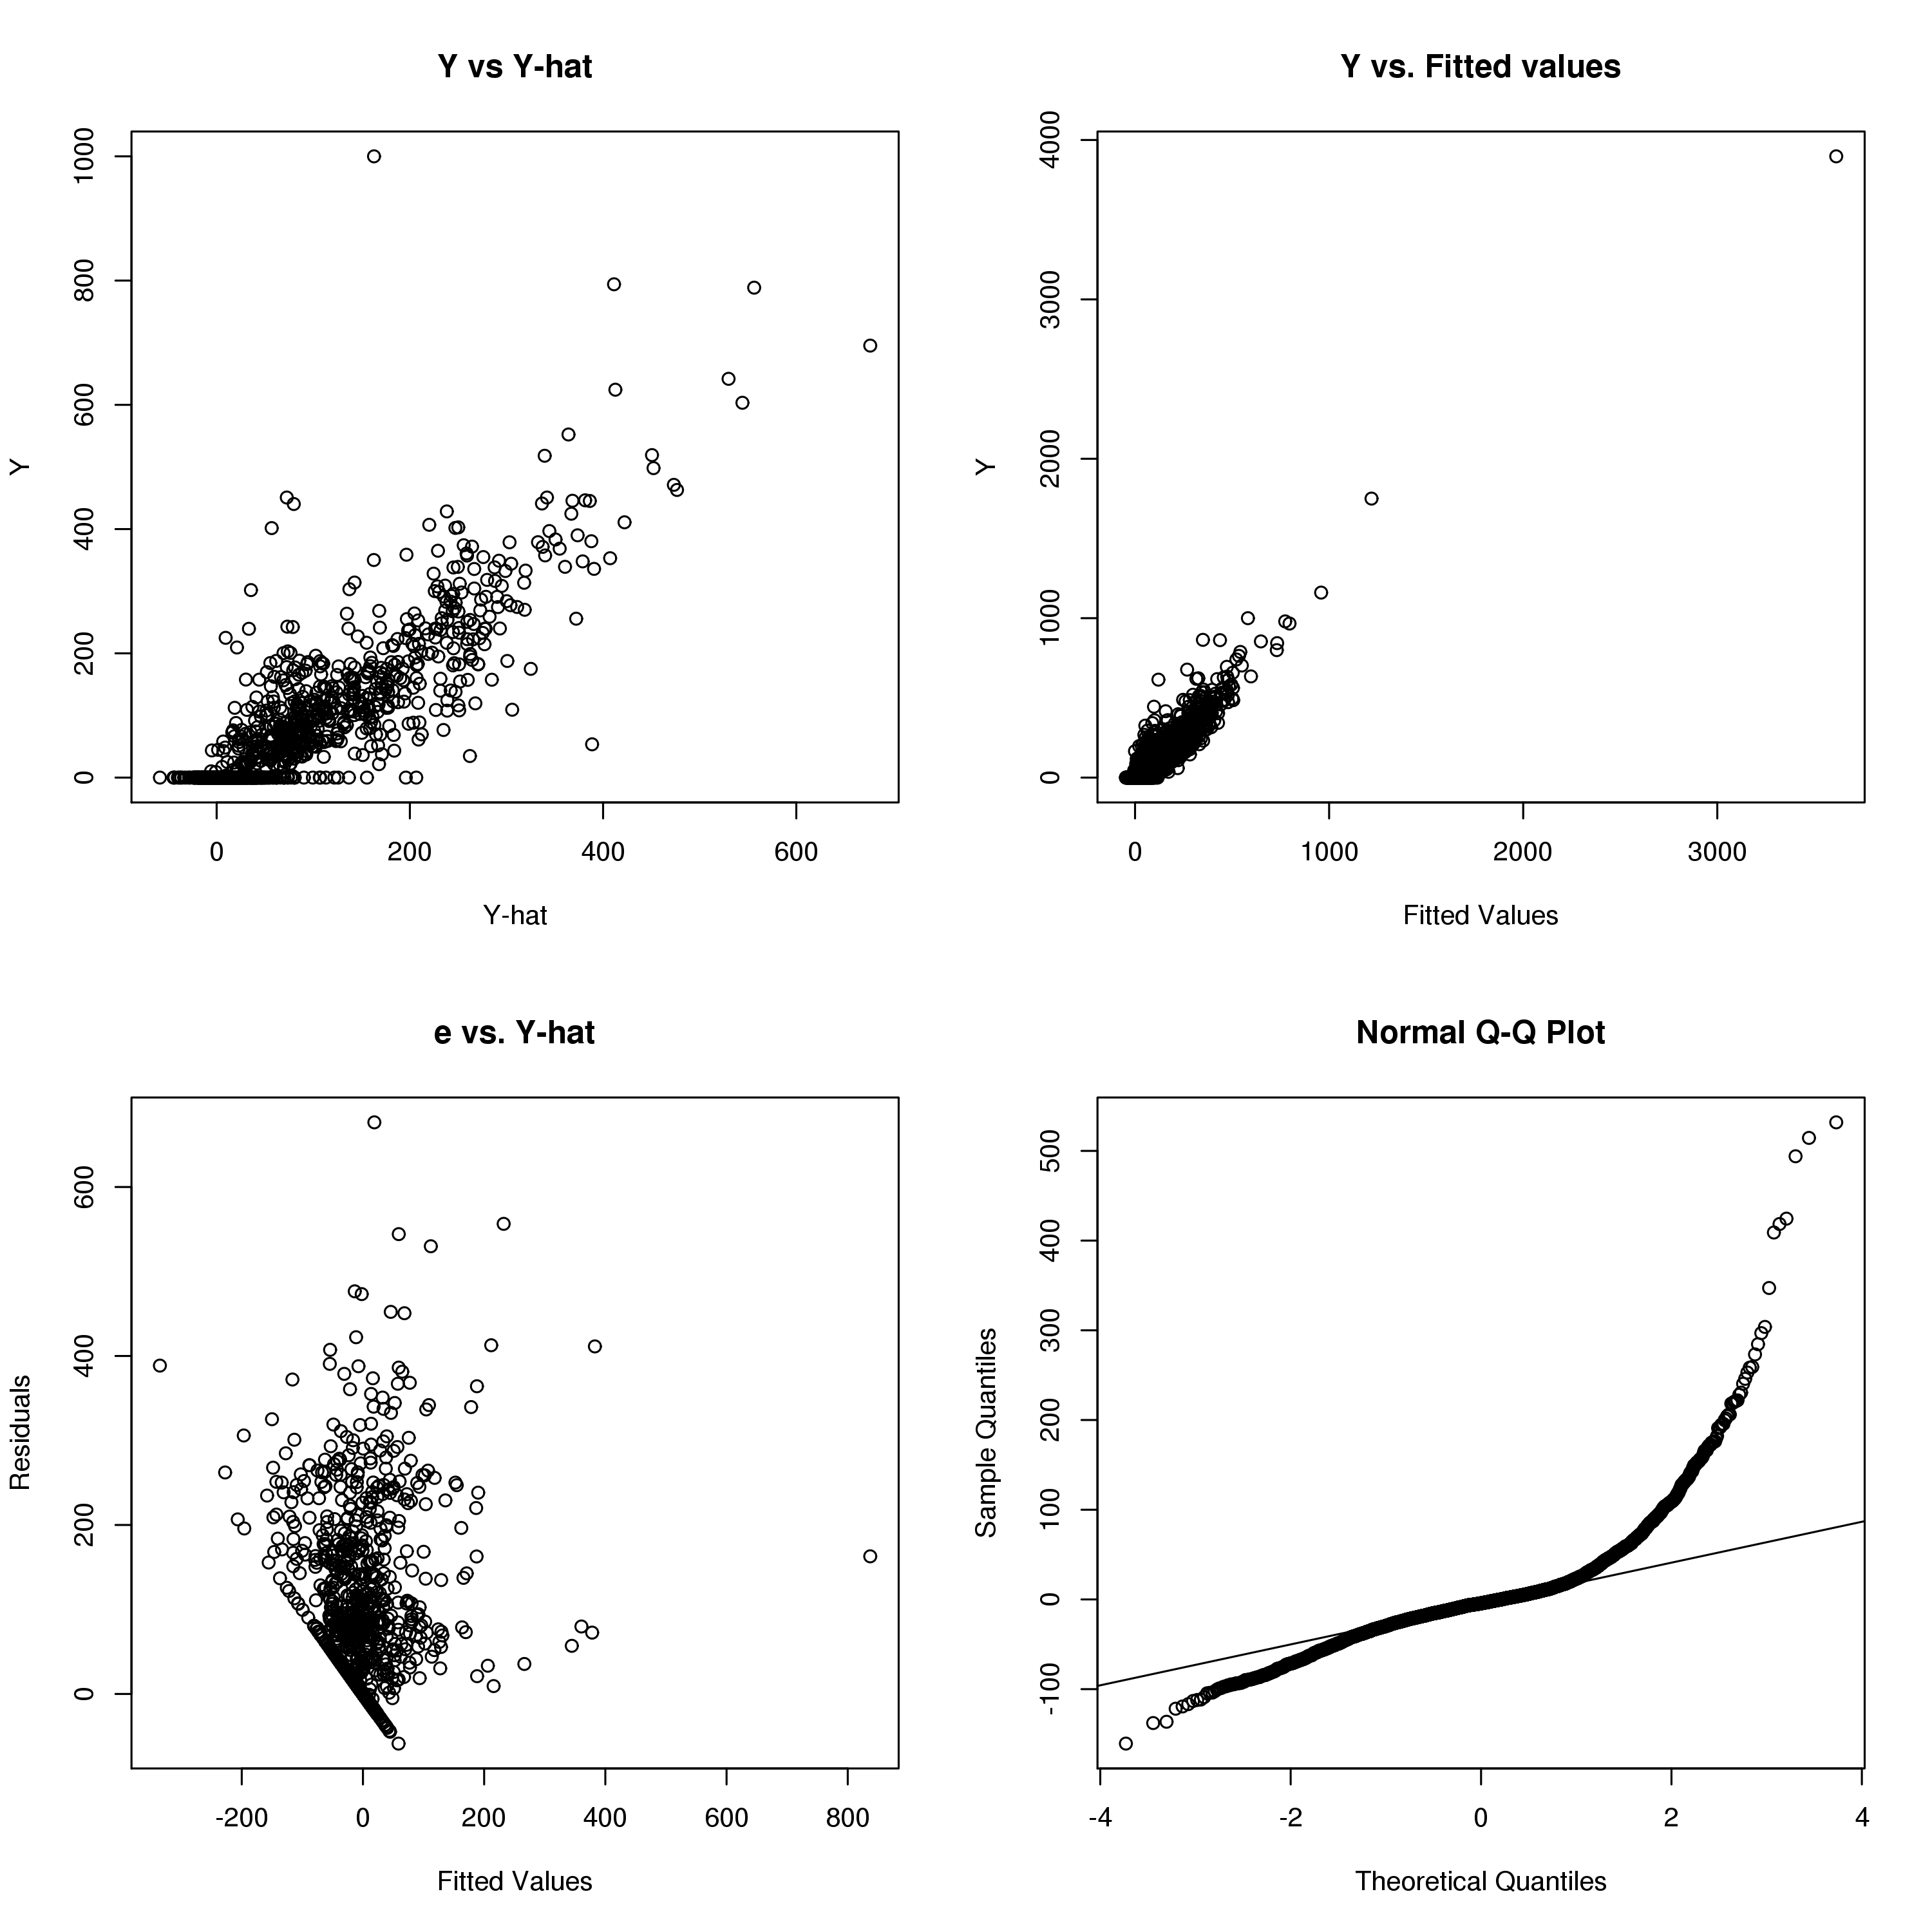 Y vs Y-hat
Y
1000
800
600
400
200
0
0 200 400 600
Y-hat
Y vs. Fitted values
Y
4000
3000
2000
1000
0
0 1000 2000 3000
Fitted Values
e vs. Y-hat
Residuals
600
400
200
0
-200 0 200 400 600 800
Fitted Values
Normal Q-Q Plot
Sample Quantiles
500
400
300
200
100
0
-100
-4 -2 0 2 4
Theoretical Quantiles